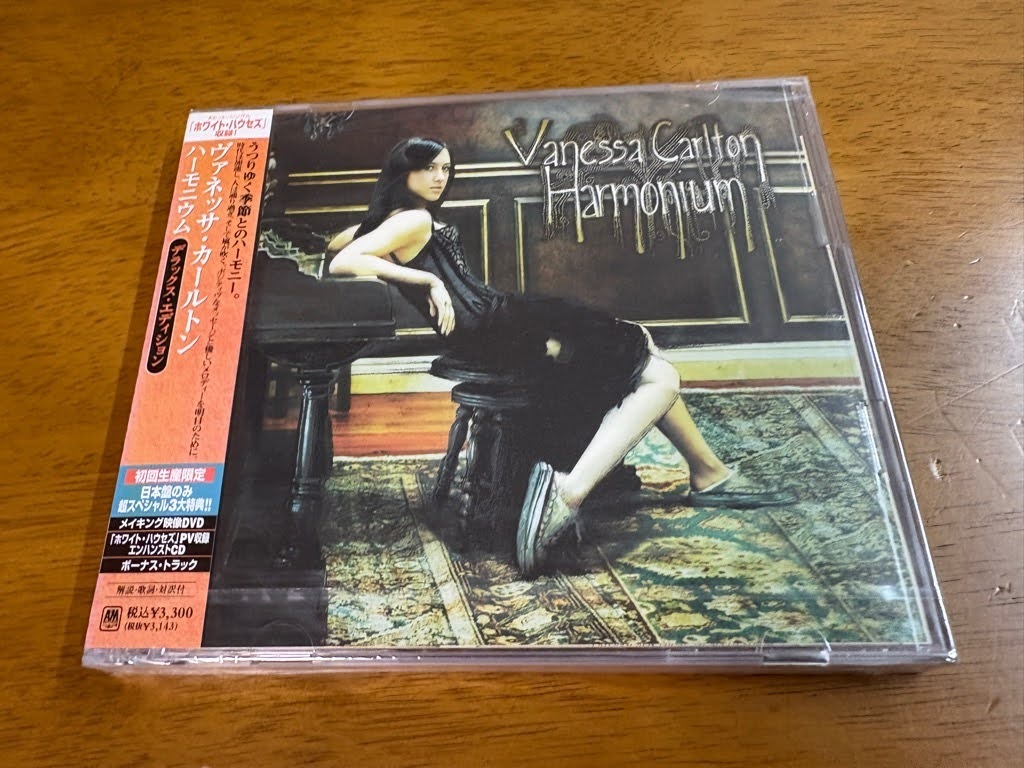 「ホワイト・ハウセズ」
収録!
うつりゆく季節とのハーモニー。
ヴァネッサ・カールトン
ハーモニウム
デラックス・エディション
初回生産限定
日本盤のみ
超スペシャル3大特典!!
メイキング映像DVD
「ホワイト・ハウセズ」PV収録
エンハンストCD
ボーナス・トラック
解説・歌詞・対訳付
A&M
税込¥3,300
(税抜¥3,143)
Vanessa Carlton
Harmonium